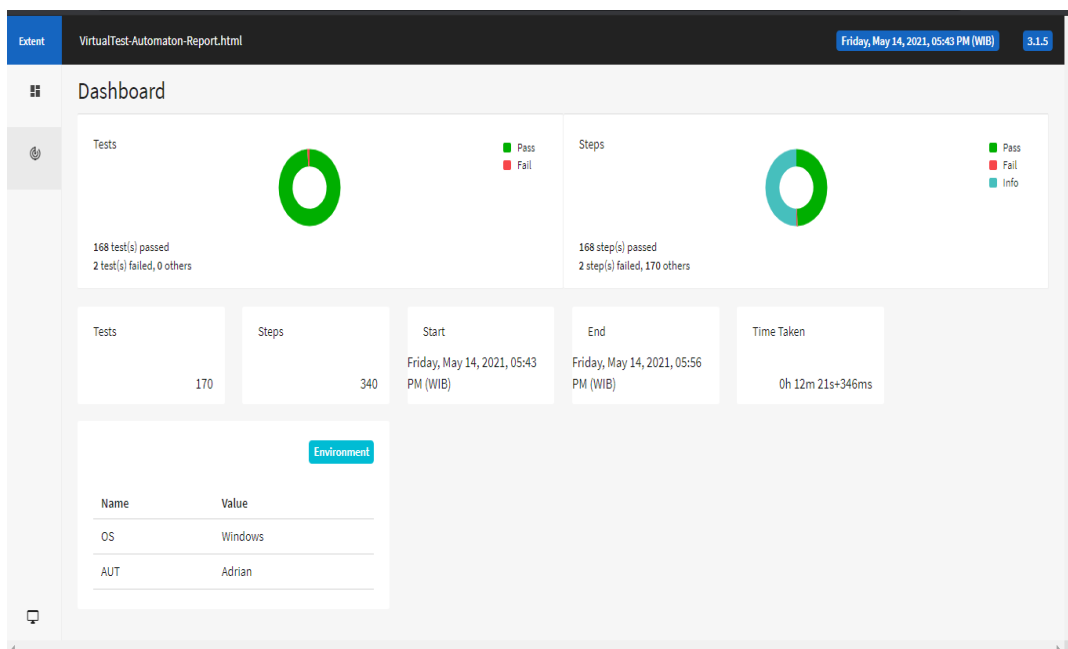 Extent
VirtualTest-Automaton-Report.html
Friday, May 14, 2021, 05:43 PM (WIB)
3.1.5
Dashboard
Tests
Pass
Fail
168 test(s) passed
2 test(s) failed, 0 others
Steps
Pass
Fail
Info
168 step(s) passed
2 step(s) failed, 170 others
Tests
170
Steps
340
Start
Friday, May 14, 2021, 05:43
PM (WIB)
End
Friday, May 14, 2021, 05:56
PM (WIB)
Time Taken
0h 12m 21s+346ms
Environment
Name Value
OS Windows
AUT Adrian